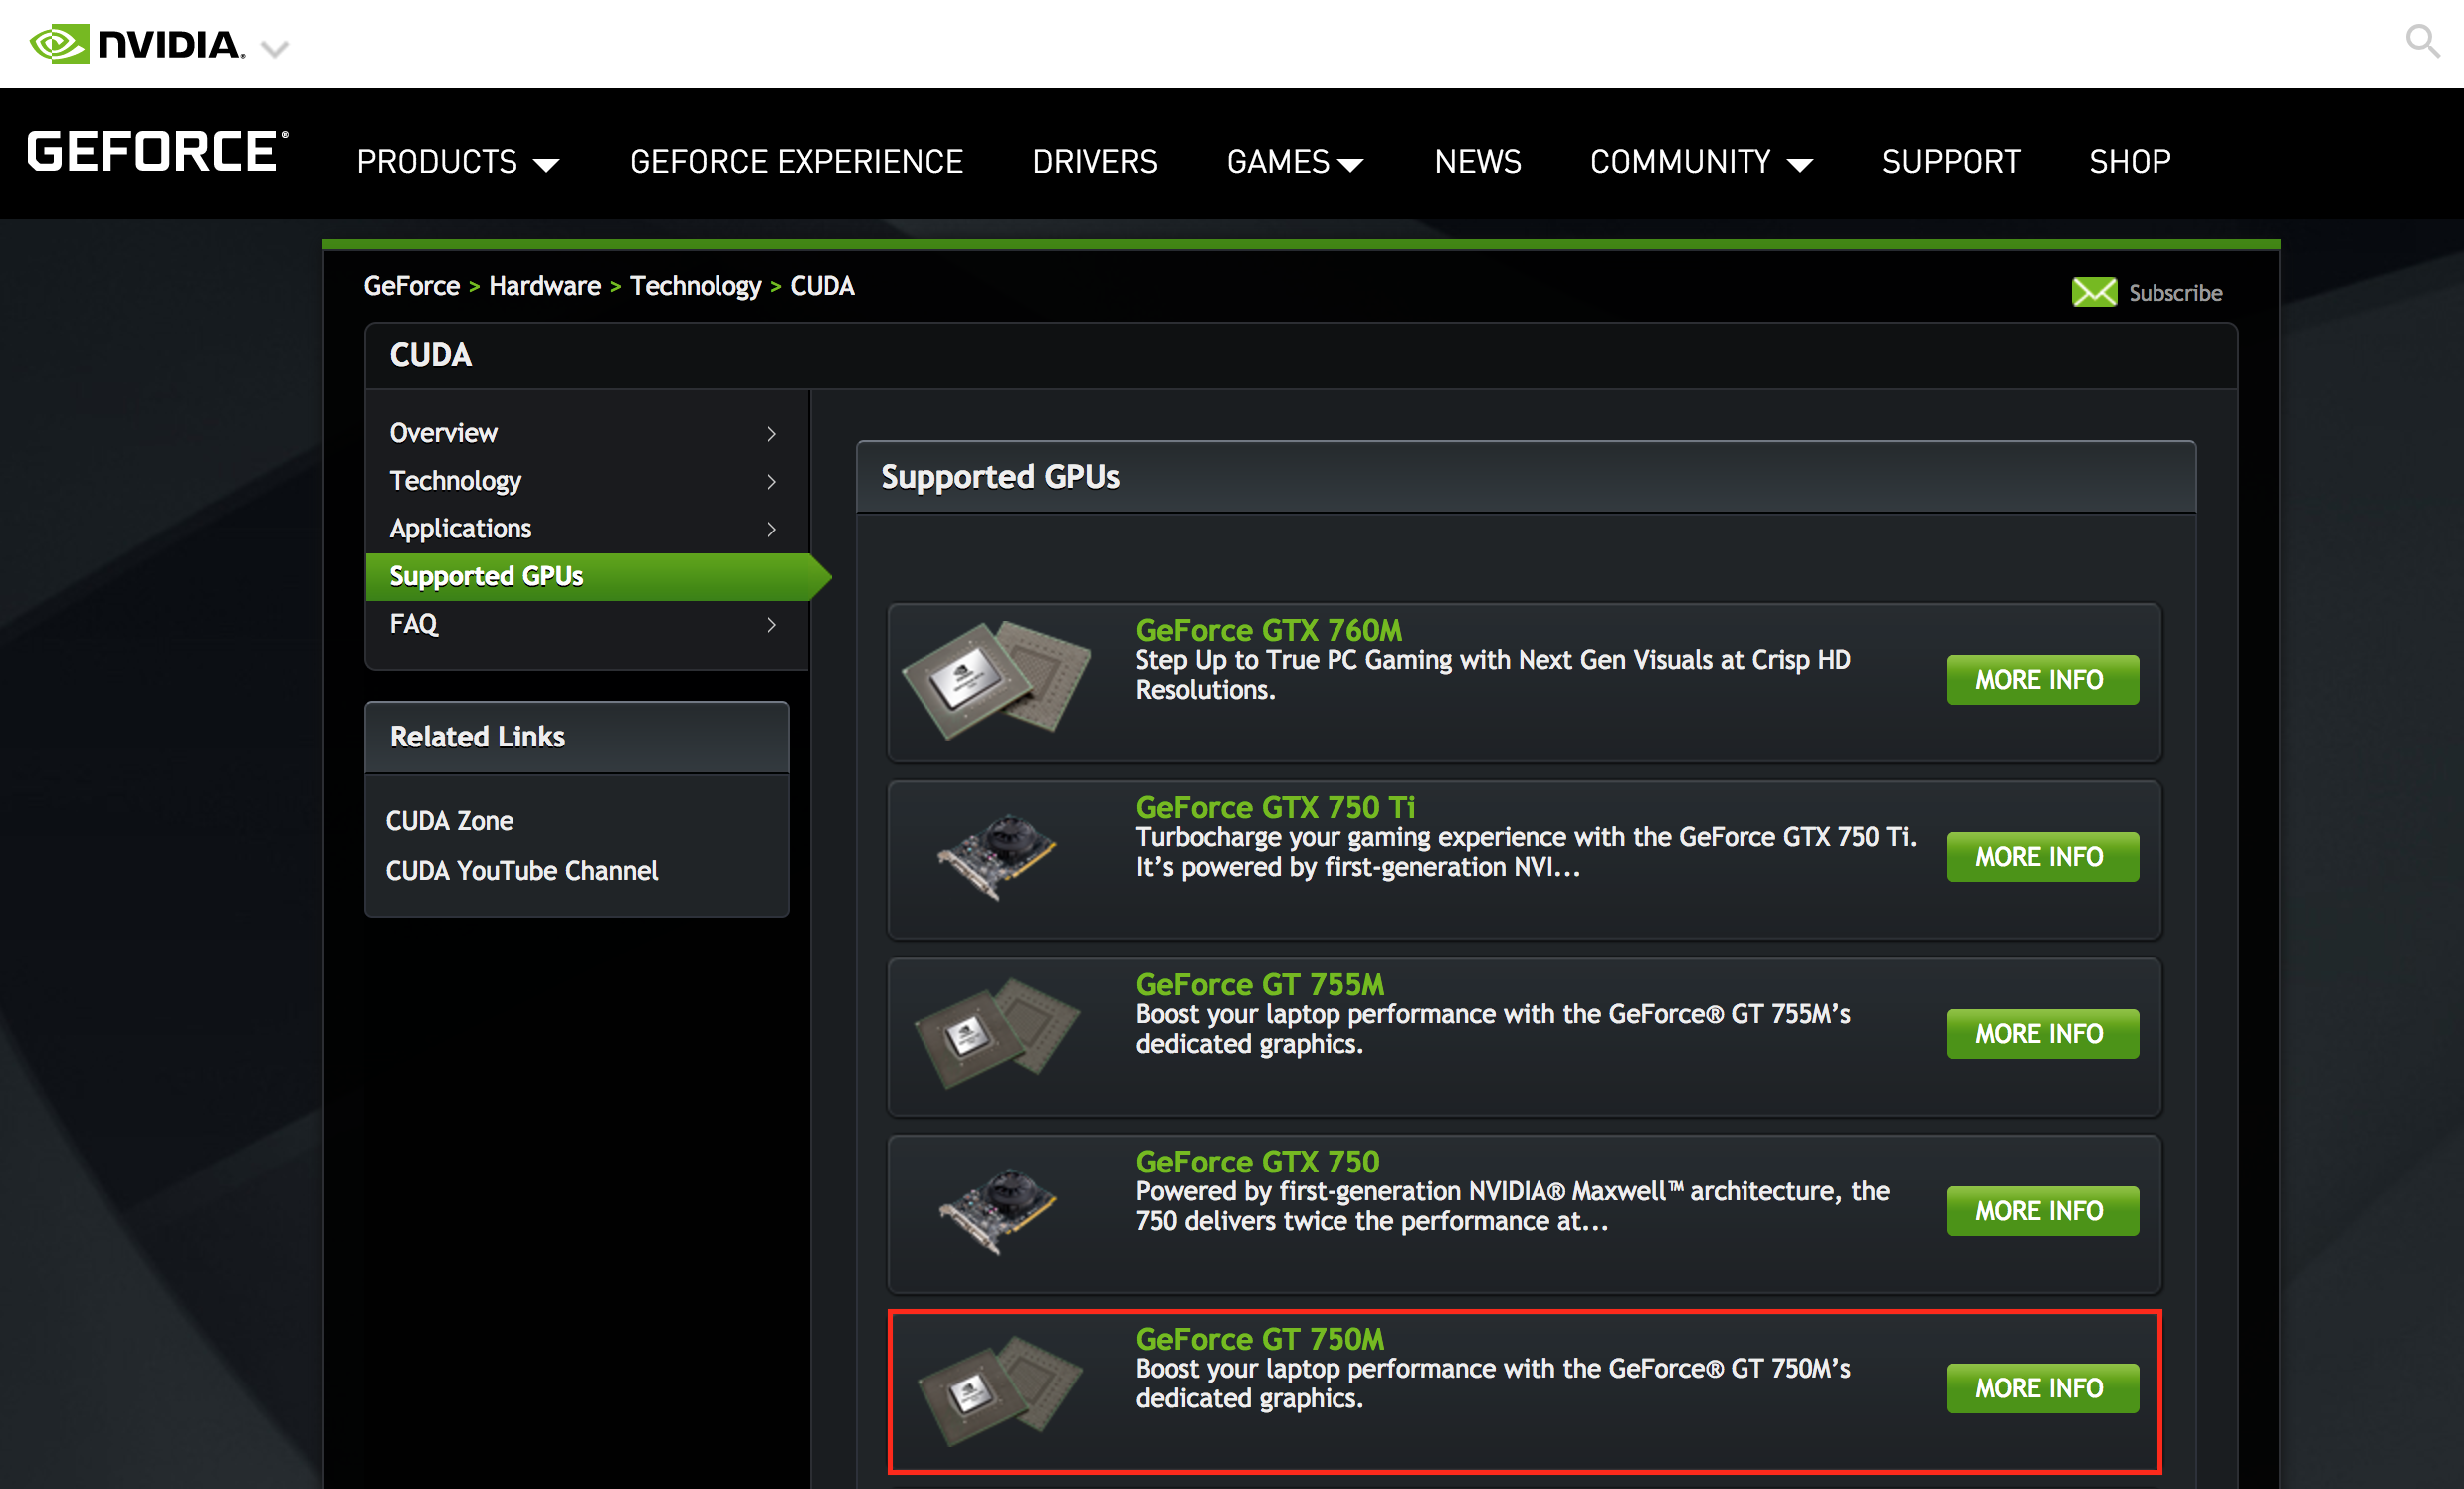 NVIDIA.
GEFORCE®
PRODUCTS
GEFORCE EXPERIENCE
DRIVERS
GAMES
NEWS
COMMUNITY
SUPPORT
SHOP
GeForce > Hardware > Technology > CUDA
Subscribe
CUDA
Overview
Technology
Applications
Supported GPUs
FAQ
Related Links
CUDA Zone
CUDA YouTube Channel
Supported GPUs
GeForce GTX 760M
Step Up to True PC Gaming with Next Gen Visuals at Crisp HD
Resolutions.
MORE INFO
GeForce GTX 750 Ti
Turbocharge your gaming experience with the GeForce GTX 750 Ti.
It’s powered by first-generation NVI...
MORE INFO
GeForce GT 755M
Boost your laptop performance with the GeForce® GT 755M’s
dedicated graphics.
MORE INFO
GeForce GTX 750
Powered by first-generation NVIDIA® Maxwell™ architecture, the
750 delivers twice the performance at...
MORE INFO
GeForce GT 750M
Boost your laptop performance with the GeForce® GT 750M’s
dedicated graphics.
MORE INFO